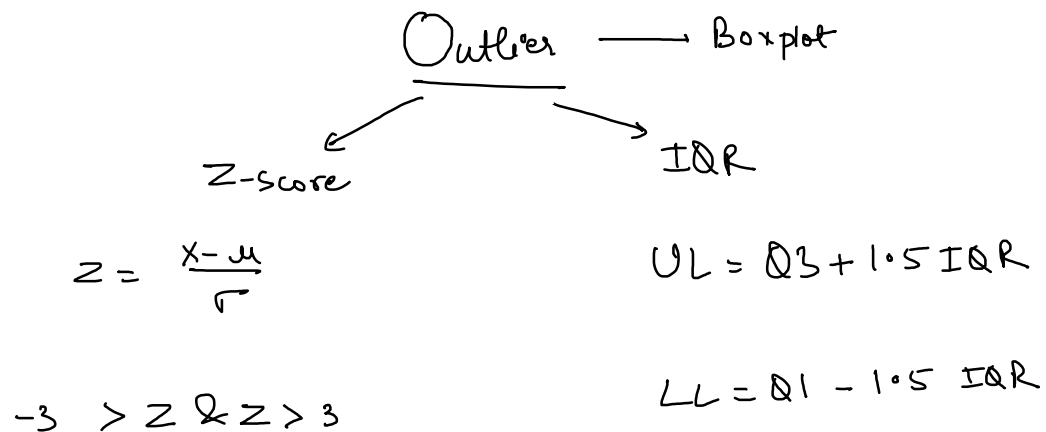 Outlier — Boxplot
Z-score
IQR
Z = X-μ / σ
UL = Q3 + 1.5 IQR
LL = Q1 - 1.5 IQR
-3 > Z & Z > 3